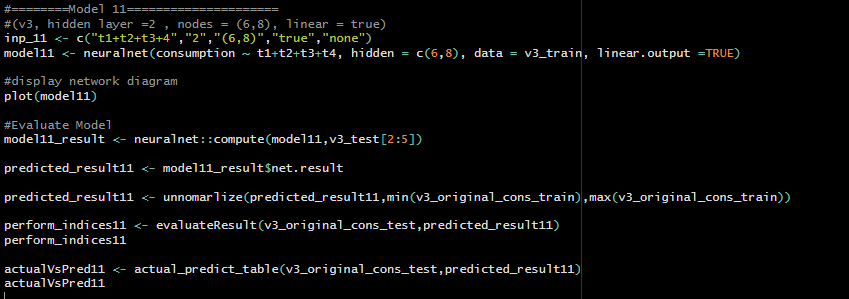 #========Model 11=====================
#(v3, hidden layer =2 , nodes = (6,8), linear = true)
inp_11 <- c("t1+t2+t3+4","2","(6,8)","true","none")
model11 <- neuralnet(consumption ~ t1+t2+t3+t4, hidden = c(6,8), data = v3_train, linear.output =TRUE)
#display network diagram
plot(model11)
#Evaluate Model
model11_result <- neuralnet::compute(model11,v3_test[2:5])
predicted_result11 <- model11_result$net.result
predicted_result11 <- unnomarlize(predicted_result11,min(v3_original_cons_train),max(v3_original_cons_train))
perform_indices11 <- evaluateResult(v3_original_cons_test,predicted_result11)
perform_indices11
actualVsPred11 <- actual_predict_table(v3_original_cons_test,predicted_result11)
actualVsPred11